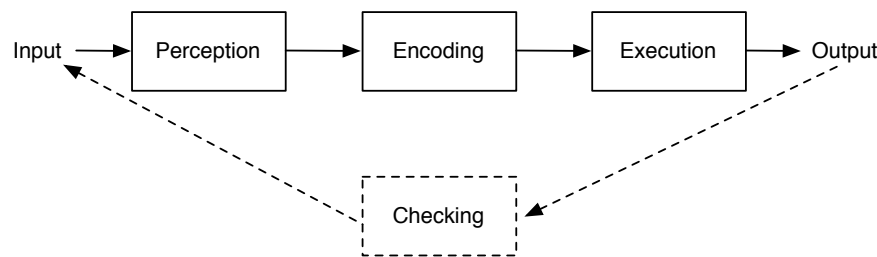 Input
Perception
Encoding
Execution
Output
Checking